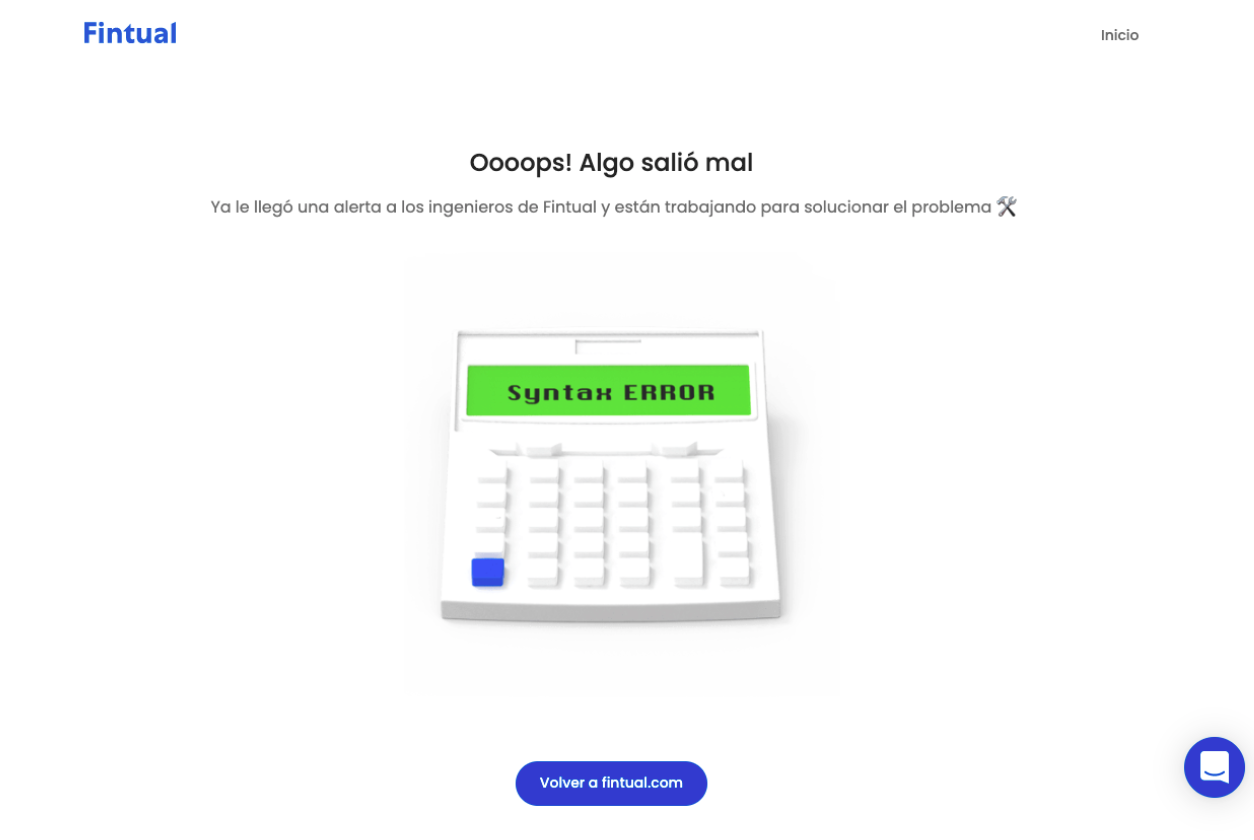 Fintual
Inicio
Oooops! Algo salió mal
Ya le llegó una alerta a los ingenieros de Fintual y están trabajando para solucionar el problema 🛠️
Syntax ERROR
Volver a fintual.com